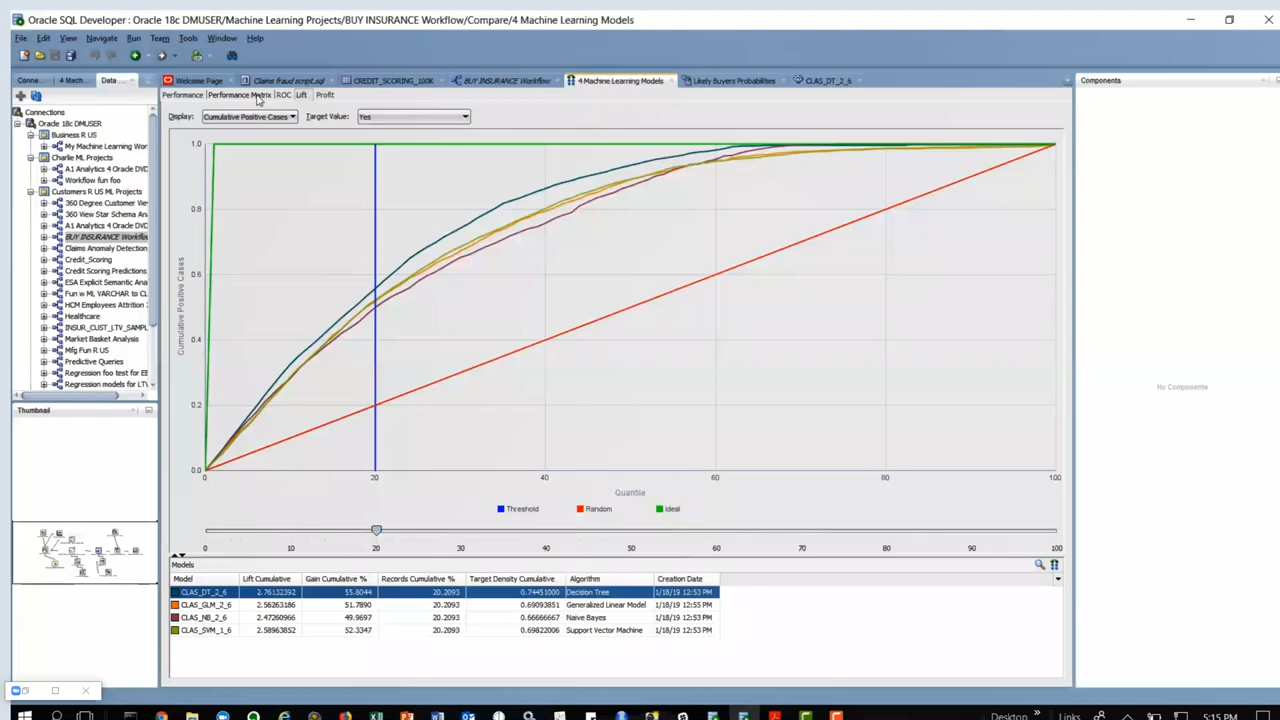 Oracle SQL Developer : Oracle 18c DMUSER/Machine Learning Projects/BUY INSURANCE Workflow/Compare/4 Machine Learning Models
File Edit View Navigate Run Team Tools Window Help
Conne... 4 Mach... Data...
Welcome Page Claims fraud script.sql CREDIT_SCORING_100K BUY INSURANCE Workflow 4 Machine Learning Models Likely Buyers Probabilities CLAS_DT_2_6
Components
Performance Performance Matrix ROC Lift Profit
Display: Cumulative Positive Cases Target Value: Yes
Connections
Oracle 18c DMUSER
Business R US
My Machine Learning Wor
Charlie ML Projects
A1 Analytics 4 Oracle DVD
Workflow fun foo
Customers R US ML Projects
360 Degree Customer View
360 View Star Schema An
A1 Analytics 4 Oracle DVD
BUY INSURANCE Workflow
Claims Anomaly Detection
Credit_Scoring
Credit Scoring Predictions
ESA Explicit Semantic Ana
Fun w ML VARCHAR to CL
HCM Employees Attrition 2
Healthcare
INSUR_CUST_LTV_SAMPL
Market Basket Analysis
Mfg Fun R US
Predictive Queries
Regression foo test for EB
Regression models for LTV
Thumbnail
1.0
0.8
0.6
0.4
0.2
0.0
Cumulative Positive Cases
0 20 40 60 80 100
Quantile
Threshold Random Ideal
0 10 20 30 40 50 60 70 80 90 100
No Components
Models
Model Lift Cumulative Gain Cumulative % Records Cumulative % Target Density Cumulative Algorithm Creation Date
CLAS_DT_2_6 2.76132392 55.8044 20.2093 0.74451000 Decision Tree 1/18/19 12:53 PM
CLAS_GLM_2_6 2.56263186 51.7890 20.2093 0.69093851 Generalized Linear Model 1/18/19 12:55 PM
CLAS_NB_2_6 2.47260966 49.9697 20.2093 0.66666667 Naive Bayes 1/18/19 12:53 PM
CLAS_SVM_1_6 2.58963852 52.3347 20.2093 0.69822006 Support Vector Machine 1/18/19 12:53 PM
Desktop Links 5:15 PM